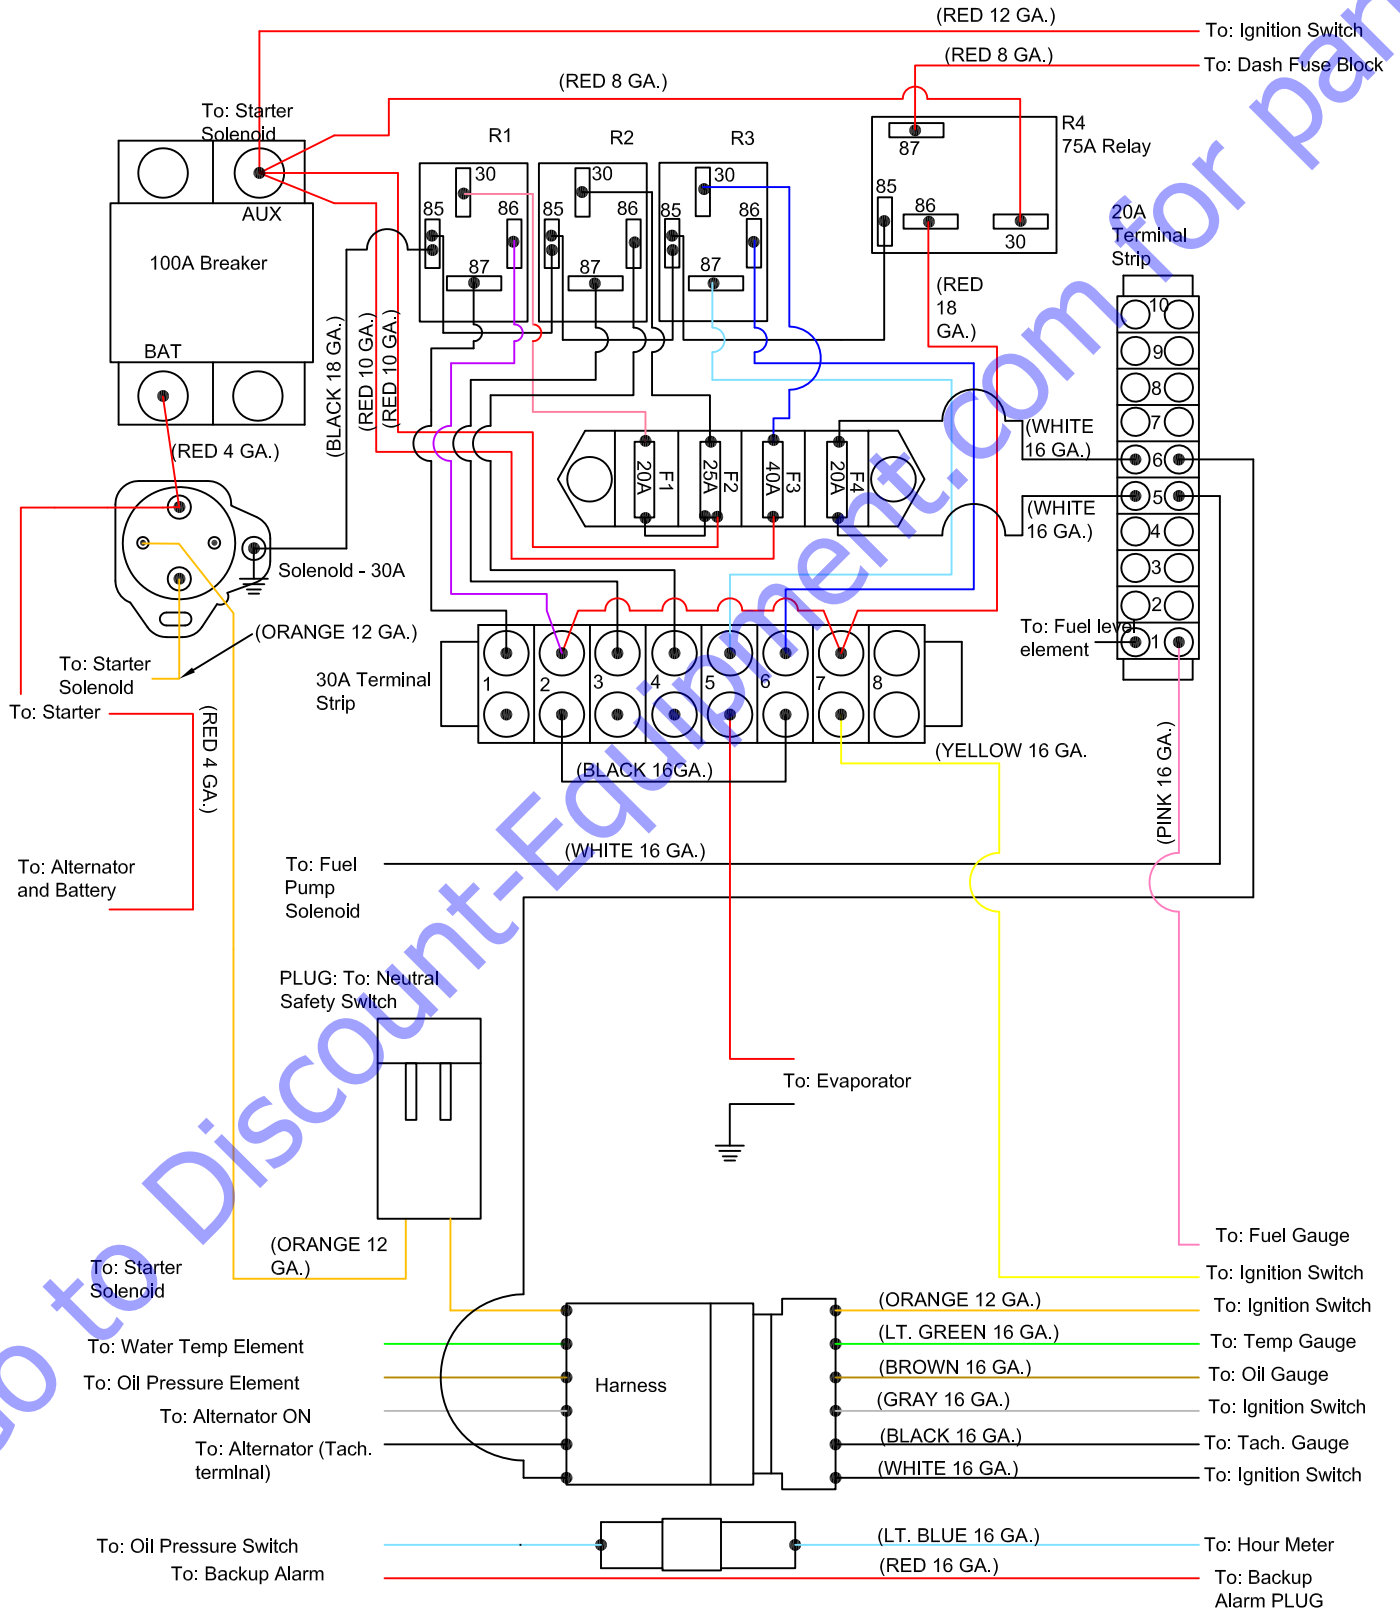 (RED 12 GA.)
To: Ignition Switch
(RED 8 GA.)
To: Dash Fuse Block
(RED 8 GA.)
To: Starter
Solenoid
R1
R2
R3
R4
75A Relay
87
30
30
30
85
86
85
86
85
86
85
86
30
87
87
87
AUX
100A Breaker
BAT
20A
Terminal
Strip
(RED
18
GA.)
10
9
8
7
6
5
4
3
2
1
(BLACK 18 GA.)
(RED 10 GA.)
(RED 10 GA.)
(RED 4 GA.)
(WHITE
16 GA.)
(WHITE
16 GA.)
20A
F1
25A
F2
40A
F3
20A
F4
Solenoid - 30A
(ORANGE 12 GA.)
To: Starter
Solenoid
To: Fuel level
element
30A Terminal
Strip
1
2
3
4
5
6
7
8
To: Starter
(RED 4 GA.)
(BLACK 16GA.)
(YELLOW 16 GA.
(PINK 16 GA.)
To: Alternator
and Battery
To: Fuel
Pump
Solenoid
(WHITE 16 GA.)
PLUG: To: Neutral
Safety Switch
To: Evaporator
(ORANGE 12
GA.)
To: Starter
Solenoid
To: Fuel Gauge
To: Ignition Switch
(ORANGE 12 GA.)
To: Ignition Switch
To: Water Temp Element
(LT. GREEN 16 GA.)
To: Temp Gauge
To: Oil Pressure Element
Harness
(BROWN 16 GA.)
To: Oil Gauge
To: Alternator ON
(GRAY 16 GA.)
To: Ignition Switch
To: Alternator (Tach.
terminal)
(BLACK 16 GA.)
To: Tach. Gauge
(WHITE 16 GA.)
To: Ignition Switch
To: Oil Pressure Switch
(LT. BLUE 16 GA.)
To: Hour Meter
To: Backup Alarm
(RED 16 GA.)
To: Backup
Alarm PLUG
Go to Discount-Equipment.com for par